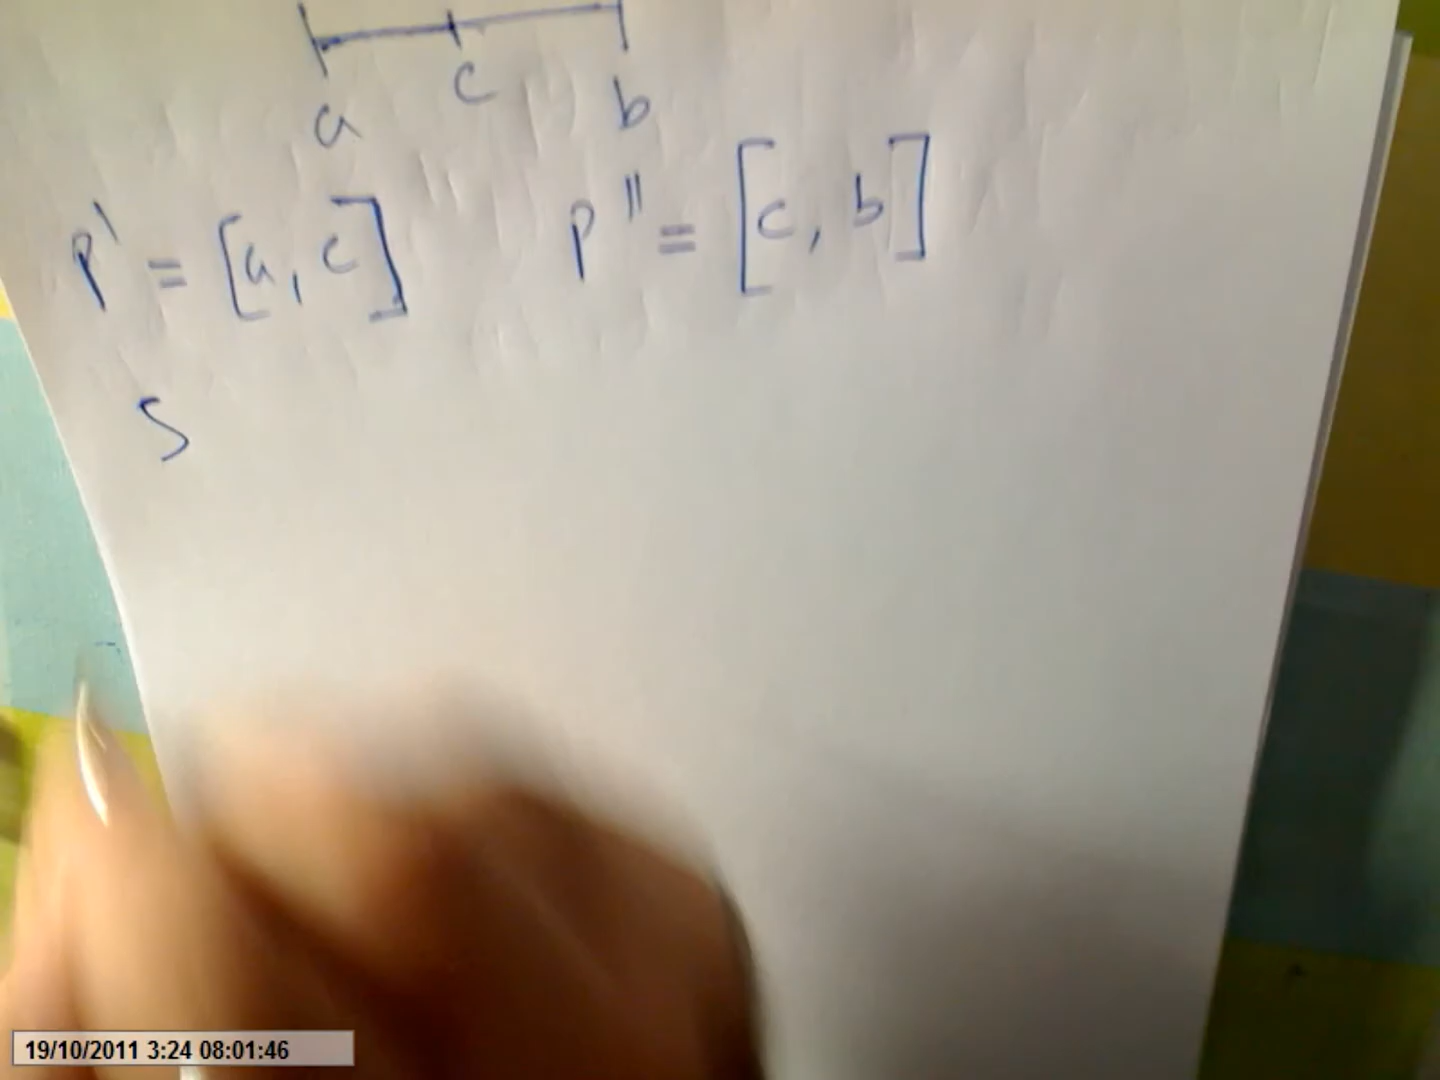 a c b
P' = [a, c] P'' = [c, b]
S
19/10/2011 3:24 08:01:46